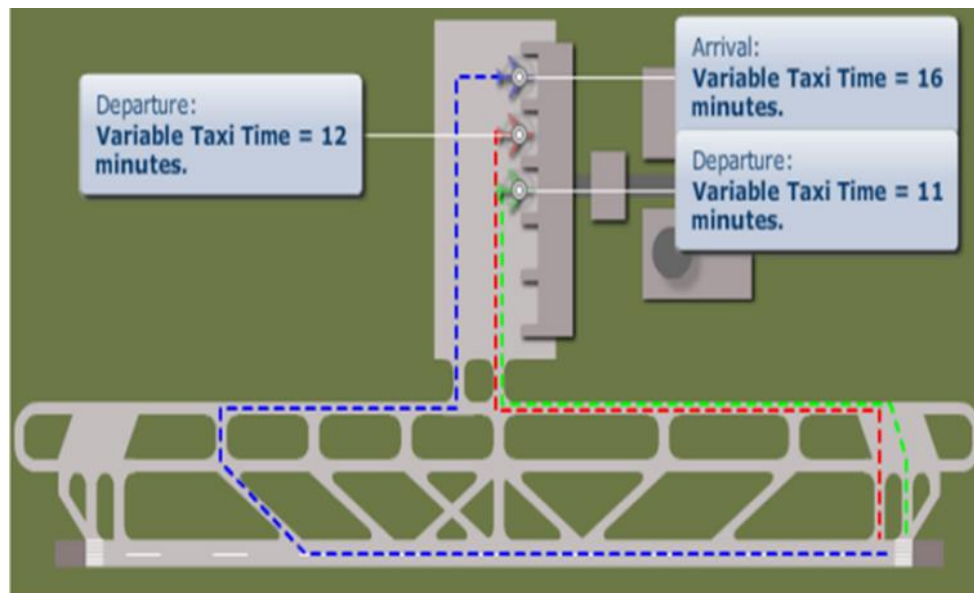 Departure:
Variable Taxi Time = 12
minutes.
Arrival:
Variable Taxi Time = 16
minutes.
Departure:
Variable Taxi Time = 11
minutes.